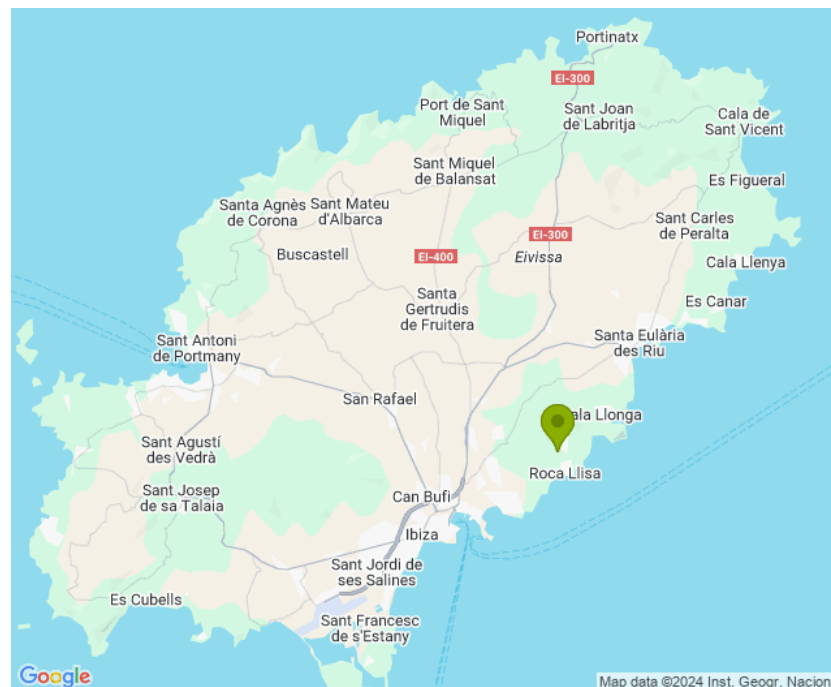 Portinatx
EI-300
Port de Sant
Miquel
Sant Joan
de Labritja
Cala de
Sant Vicent
Sant Miquel
de Balansat
Es Figueral
Santa Agnès
de Corona
Sant Mateu
d'Albarca
Sant Carles
de Peralta
EI-300
Buscastell
EI-400
Eivissa
Cala Llenya
Santa
Gertrudis
de Fruitera
Es Canar
Sant Antoni
de Portmany
Santa Eulària
des Riu
San Rafael
ala Llonga
Sant Agustí
des Vedrà
Roca Llisa
Sant Josep
de sa Talaia
Can Bufi
Ibiza
Sant Jordi de
ses Salines
Es Cubells
Sant Francesc
de s'Estany
Google
Map data ©2024 Inst. Geogr. Nacion